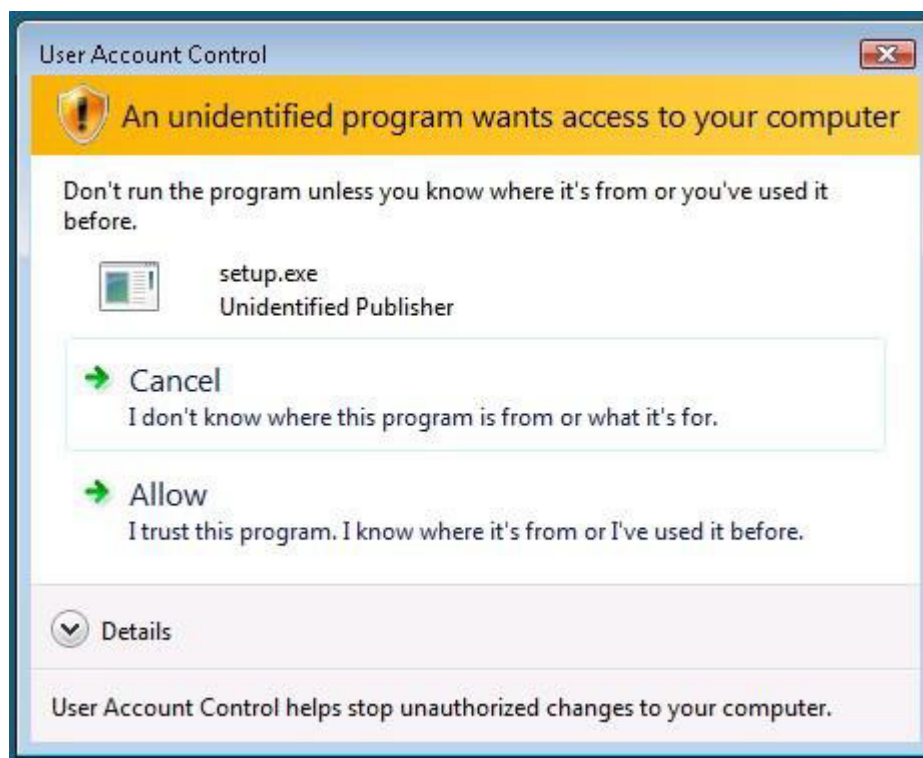 User Account Control
An unidentified program wants access to your computer
Don't run the program unless you know where it's from or you've used it
before.
setup.exe
Unidentified Publisher
Cancel
I don't know where this program is from or what it's for.
Allow
I trust this program. I know where it's from or I've used it before.
Details
User Account Control helps stop unauthorized changes to your computer.